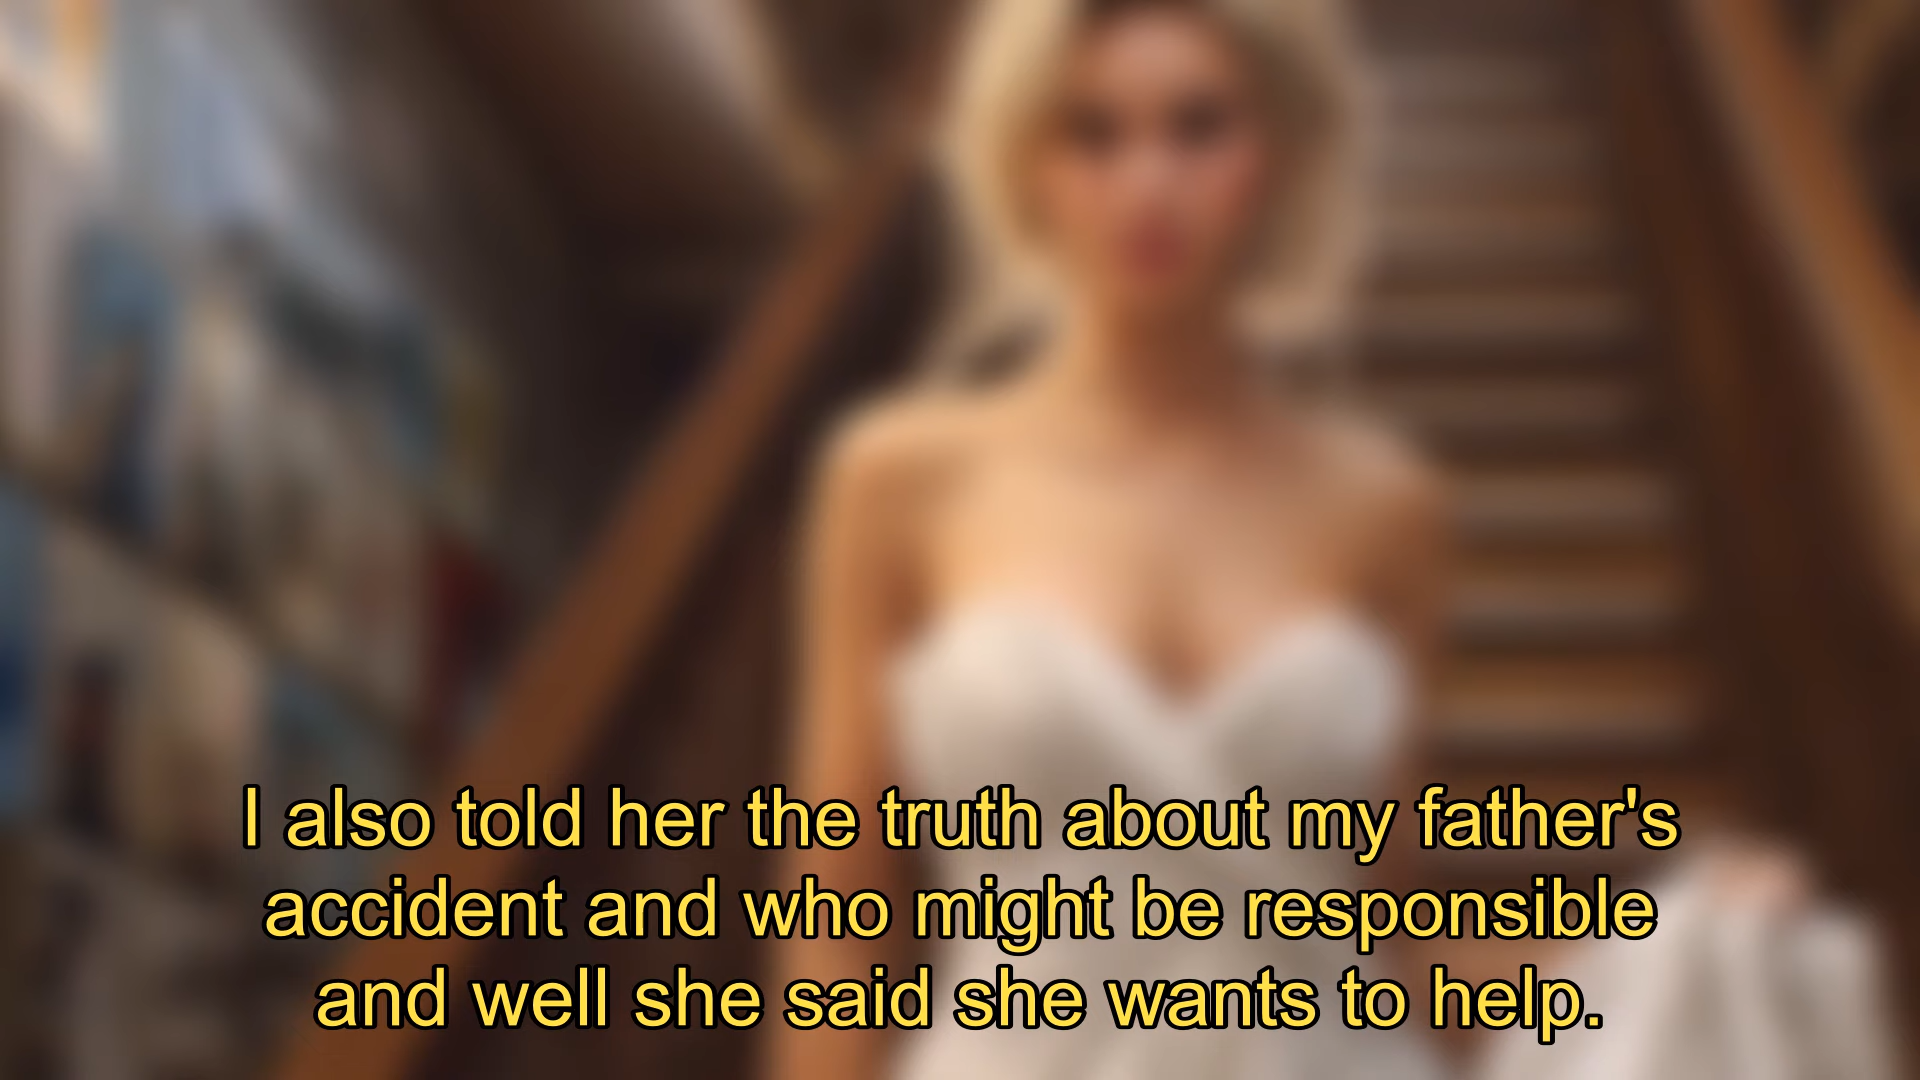 I also told her the truth about my father's
accident and who might be responsible
and well she said she wants to help.